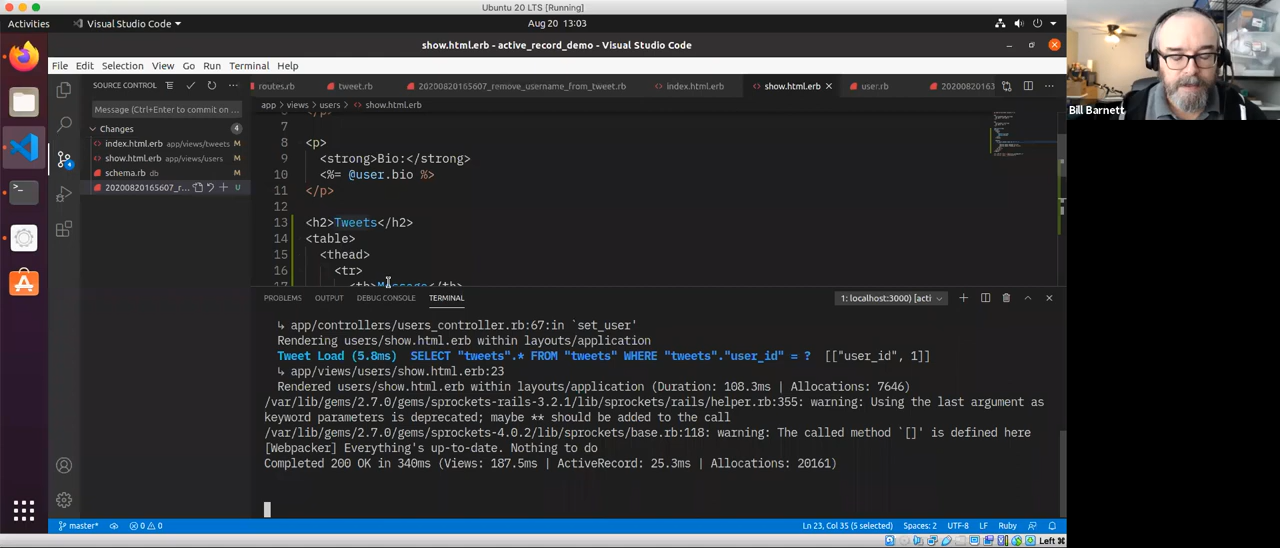 Ubuntu 20 LTS [Running]
Activities
Visual Studio Code
Aug 20 13:03
show.html.erb - active_record_demo - Visual Studio Code
File Edit Selection View Go Run Terminal Help
SOURCE CONTROL
routes.rb
tweet.rb
20200820165607_remove_username_from_tweet.rb
index.html.erb
show.html.erb
user.rb
20200820163
Message (Ctrl+Enter to commit on ...
Changes
4
index.html.erb app/views/tweets M
show.html.erb app/views/users M
schema.rb db M
20200820165607_r... U
app > views > users > show.html.erb
6 </p>
7
8 <p>
9 <strong>Bio:</strong>
10 <%= @user.bio %>
11 </p>
12
13 <h2>Tweets</h2>
14 <table>
15 <thead>
16 <tr>
17 <th>Message</th>
PROBLEMS OUTPUT DEBUG CONSOLE TERMINAL
1: localhost:3000) [acti
↳ app/controllers/users_controller.rb:67:in `set_user'
Rendering users/show.html.erb within layouts/application
Tweet Load (5.8ms) SELECT "tweets".* FROM "tweets" WHERE "tweets"."user_id" = ? [["user_id", 1]]
↳ app/views/users/show.html.erb:23
Rendered users/show.html.erb within layouts/application (Duration: 108.3ms | Allocations: 7646)
/var/lib/gems/2.7.0/gems/sprockets-rails-3.2.1/lib/sprockets/rails/helper.rb:355: warning: Using the last argument as
keyword parameters is deprecated; maybe ** should be added to the call
/var/lib/gems/2.7.0/gems/sprockets-4.0.2/lib/sprockets/base.rb:118: warning: The called method `[]' is defined here
[Webpacker] Everything's up-to-date. Nothing to do
Completed 200 OK in 340ms (Views: 187.5ms | ActiveRecord: 25.3ms | Allocations: 20161)
master*
0
0
Ln 23, Col 35 (5 selected)
Spaces: 2
UTF-8
LF
Ruby
Left ⌘
Bill Barnett